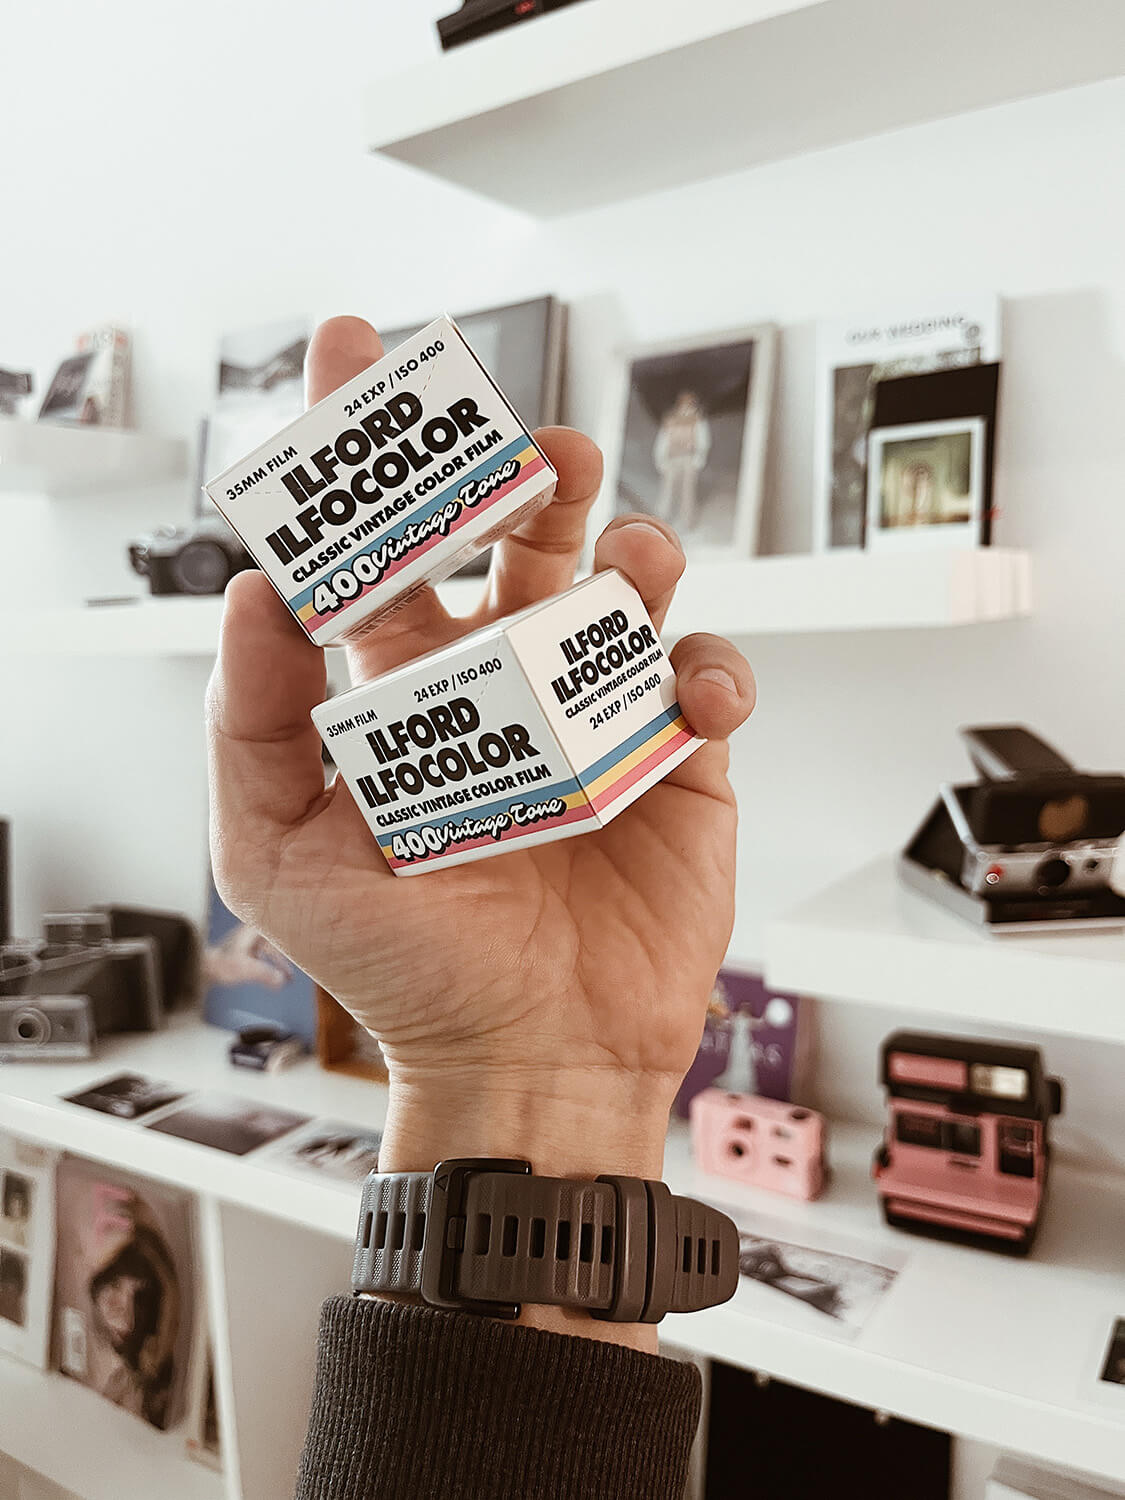 OUR WEDDING
24 EXP / ISO 400
35MM FILM
ILFORD
ILFOCOLOR
CLASSIC VINTAGE COLOR FILM
400 Vintage Tone
24 EXP / ISO 400
35MM FILM
ILFORD
ILFOCOLOR
CLASSIC VINTAGE COLOR FILM
400 Vintage Tone
ILFORD
ILFOCOLOR
CLASSIC VINTAGE COLOR FILM
24 EXP / ISO 400